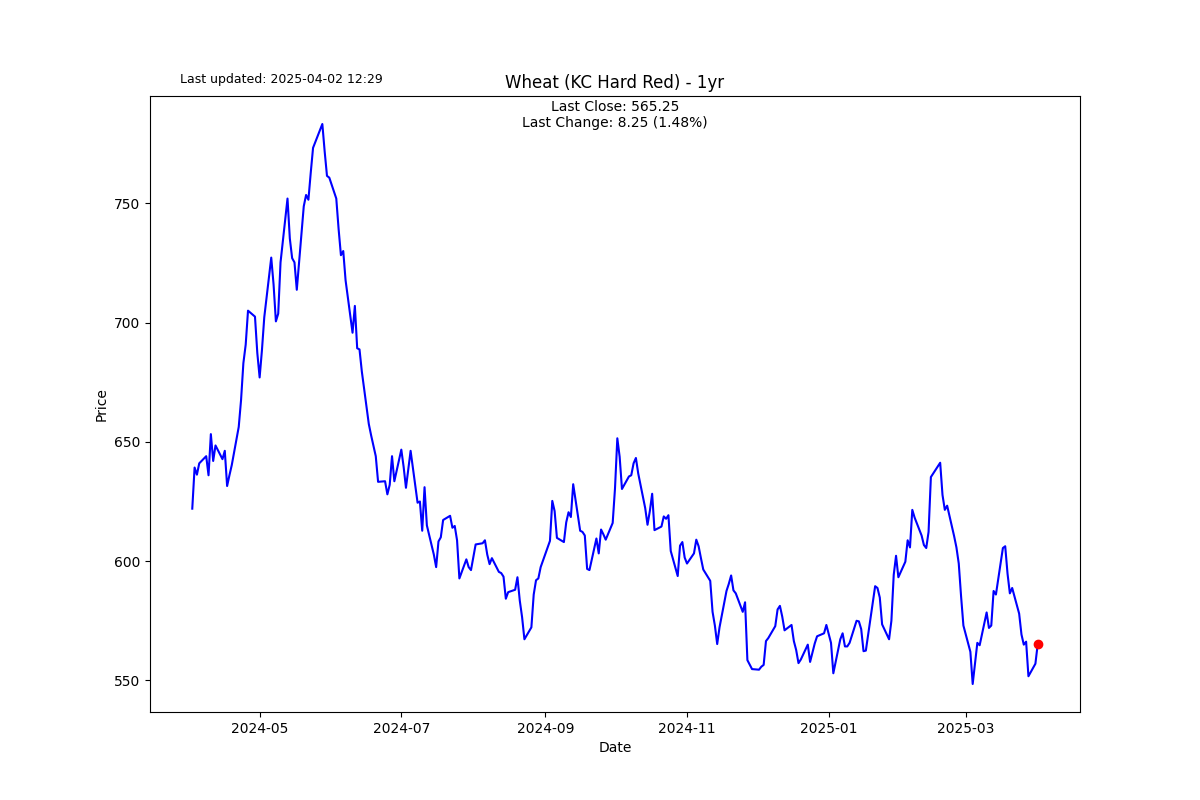 Last updated: 2025-04-02 12:29
Wheat (KC Hard Red) - 1yr
Last Close: 565.25
Last Change: 8.25 (1.48%)
750
700
650
600
550
Price
2024-05
2024-07
2024-09
2024-11
2025-01
2025-03
Date